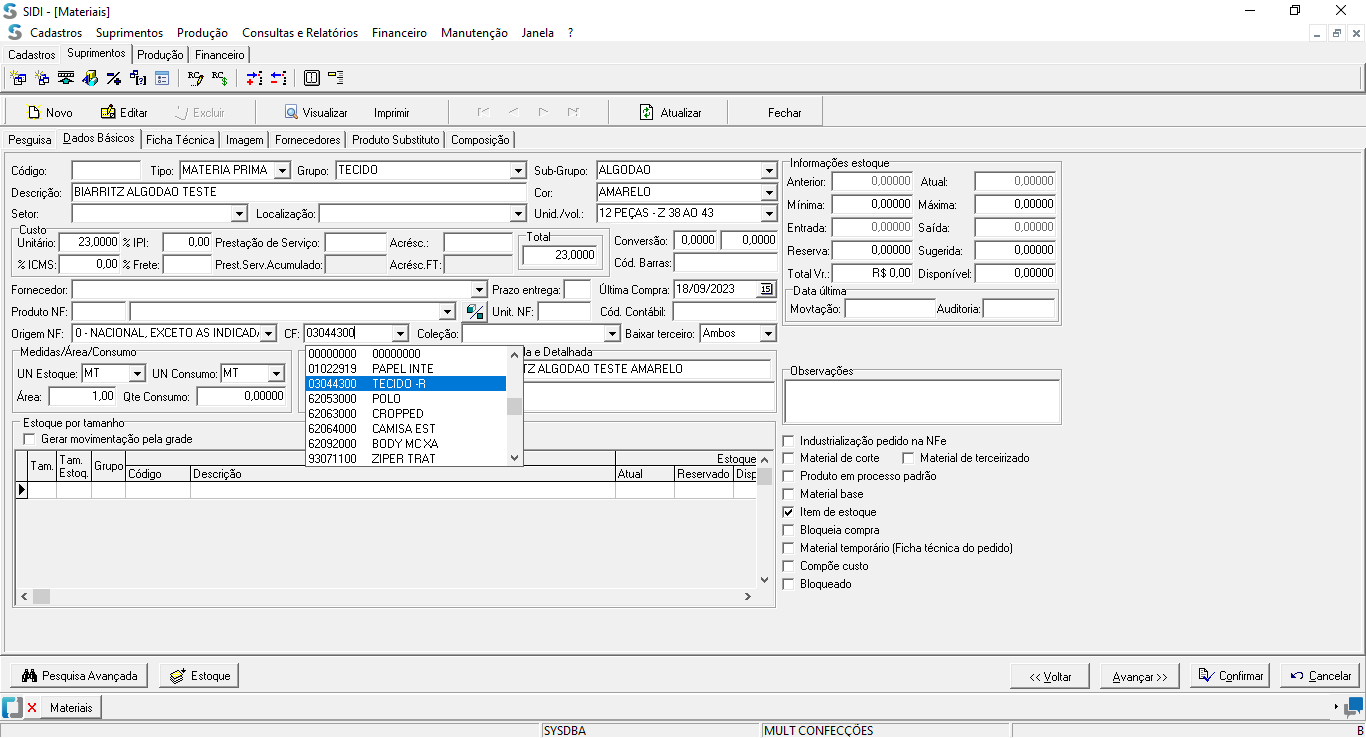 SIDI - [Materiais]
Cadastros Suprimentos Produção Consultas e Relatórios Financeiro Manutenção Janela ?
Cadastros Suprimentos Produção Financeiro
Novo Editar Excluir Visualizar Imprimir Atualizar Fechar
Pesquisa Dados Básicos Ficha Técnica Imagem Fornecedores Produto Substituto Composição
Código: Tipo: MATERIA PRIMA Grupo: TECIDO Sub-Grupo: ALGODAO
Descrição: BIARRITZ ALGODAO TESTE Cor: AMARELO
Setor: Localização: Unid./vol.: 12 PEÇAS - Z 38 AO 43
Custo
Unitário: 23,0000 % IPI: 0,00 Prestação de Serviço: Acrésc.:
% ICMS: 0,00 % Frete: Prest.Serv.Acumulado: Acrésc.FT:
Total
23,0000
Conversão: 0,0000 0,0000
Cód. Barras:
Fornecedor: Prazo entrega: Última Compra: 18/09/2023 15
Produto NF: Unit. NF: Cód. Contábil:
Origem NF: 0 - NACIONAL, EXCETO AS INDICADA CF: 03044300 Coleção: Baixar terceiro: Ambos
Informações estoque
Anterior: 0,00000 Atual: 0,00000
Mínima: 0,00000 Máxima: 0,00000
Entrada: 0,00000 Saída: 0,00000
Reserva: 0,00000 Sugerida: 0,00000
Total Vr.: R$ 0,00 Disponível: 0,00000
Data última
Movtação: Auditoria:
Medidas/Área/Consumo
UN Estoque: MT UN Consumo: MT
Área: 1,00 Qte Consumo: 0,00000
00000000 00000000
01022919 PAPEL INTE
03044300 TECIDO -R
62053000 POLO
62063000 CROPPED
62064000 CAMISA EST
62092000 BODY MC XA
93071100 ZIPER TRAT
da e Detalhada
TZ ALGODAO TESTE AMARELO
Observações
Estoque por tamanho
Gerar movimentação pela grade
Tam. Tam. Estoq. Grupo Código Descrição Estoque Atual Reservado Disp
Industrialização pedido na NFe
Material de corte Material de terceirizado
Produto em processo padrão
Material base
Item de estoque
Bloqueia compra
Material temporário (Ficha técnica do pedido)
Compõe custo
Bloqueado
Pesquisa Avançada Estoque << Voltar Avançar >> Confirmar Cancelar
Materiais
SYSDBA MULT CONFECÇÕES B